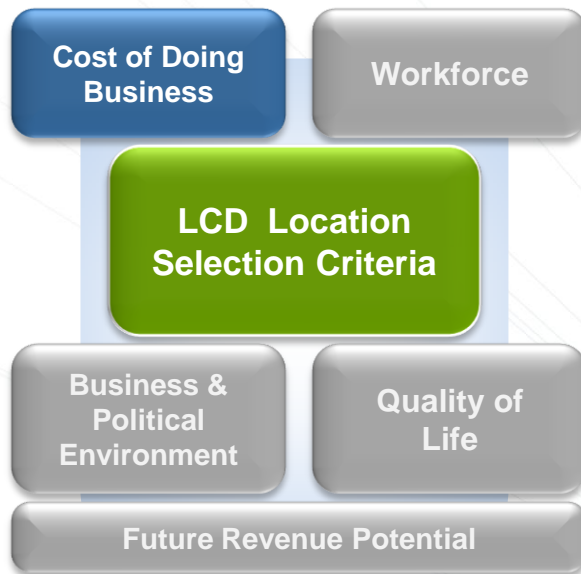 Cost of Doing
Business
Workforce
LCD Location
Selection Criteria
Business &
Political
Environment
Quality of
Life
Future Revenue Potential